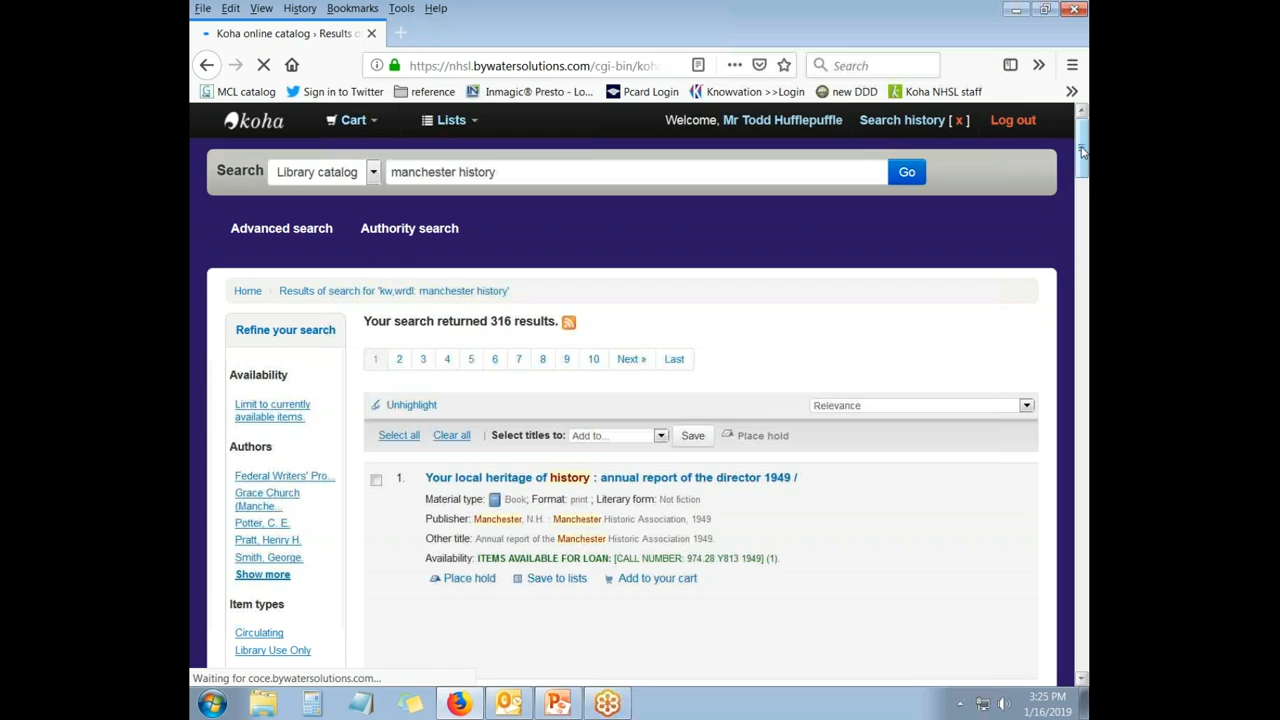 File Edit View History Bookmarks Tools Help
Koha online catalog › Results o
https://nhsl.bywatersolutions.com/cgi-bin/koh
Search
MCL catalog Sign in to Twitter reference Inmagic® Presto - Lo... Pcard Login Knowvation >>Login new DDD Koha NHSL staff
koha Cart Lists Welcome, Mr Todd Hufflepuffle Search history [ x ] Log out
Search Library catalog manchester history Go
Advanced search Authority search
Home Results of search for 'kw,wrdl: manchester history'
Refine your search
Availability
Limit to currently
available items.
Authors
Federal Writers' Pro...
Grace Church
(Manche...
Potter, C. E.
Pratt, Henry H.
Smith, George.
Show more
Item types
Circulating
Library Use Only
Your search returned 316 results.
1 2 3 4 5 6 7 8 9 10 Next » Last
Unhighlight Relevance
Select all Clear all | Select titles to: Add to... Save Place hold
1. Your local heritage of history : annual report of the director 1949 /
Material type: Book; Format: print ; Literary form: Not fiction
Publisher: Manchester, N.H. : Manchester Historic Association, 1949
Other title: Annual report of the Manchester Historic Association 1949.
Availability: ITEMS AVAILABLE FOR LOAN: [CALL NUMBER: 974.28 Y813 1949] (1).
Place hold Save to lists Add to your cart
Waiting for coce.bywatersolutions.com...
3:25 PM
1/16/2019